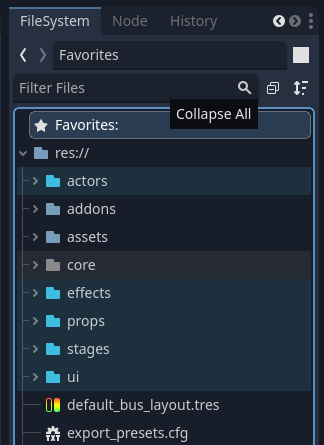 FileSystem Node History
Favorites
Filter Files
Collapse All
Favorites:
res://
actors
addons
assets
core
effects
props
stages
ui
default_bus_layout.tres
TXT export_presets.cfg